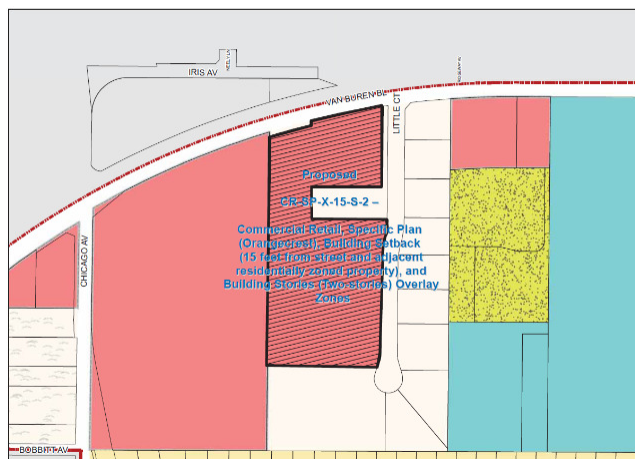 KEELY LN
IRIS AV
VAN BUREN BL
LITTLE CT
CHICAGO AV
Proposed
CR-SP-X-15-S-2 –
Commercial Retail, Specific Plan
(Orangecrest), Building Setback
(15 feet from street and adjacent
residentially zoned property), and
Building Stories (Two-stories) Overlay
Zones
BOBBITT AV